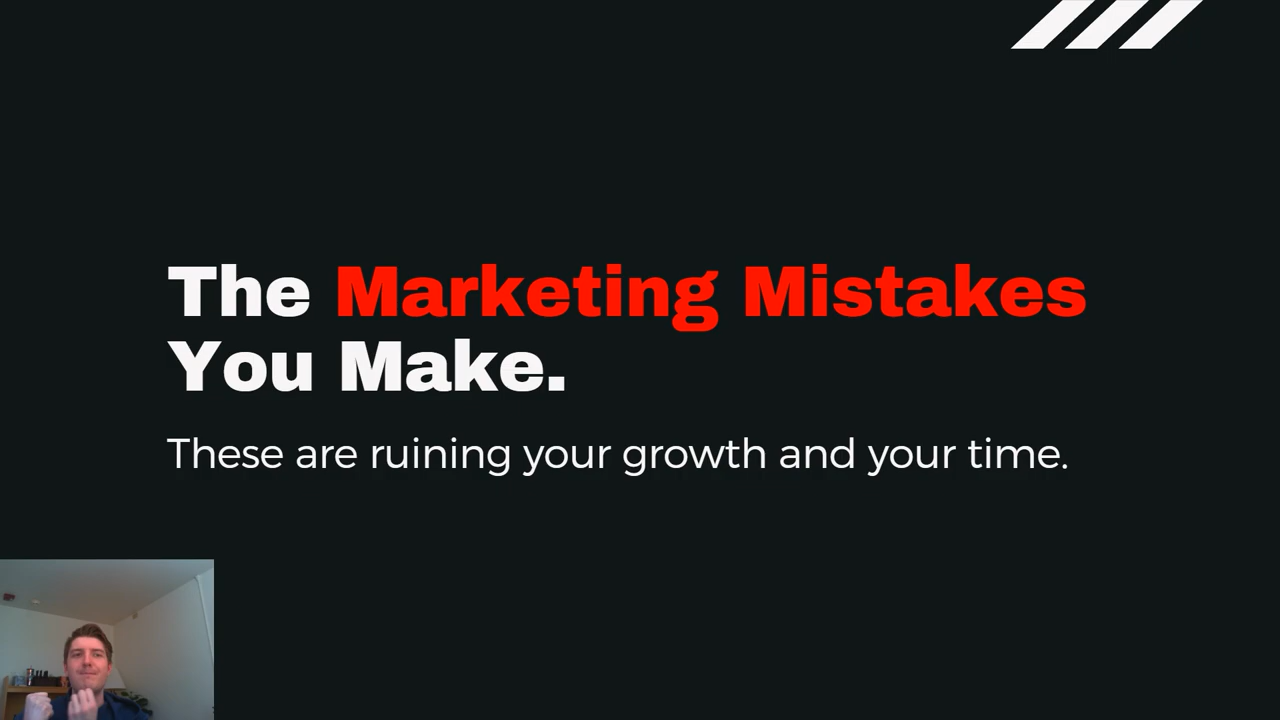 The Marketing Mistakes
You Make.
These are ruining your growth and your time.